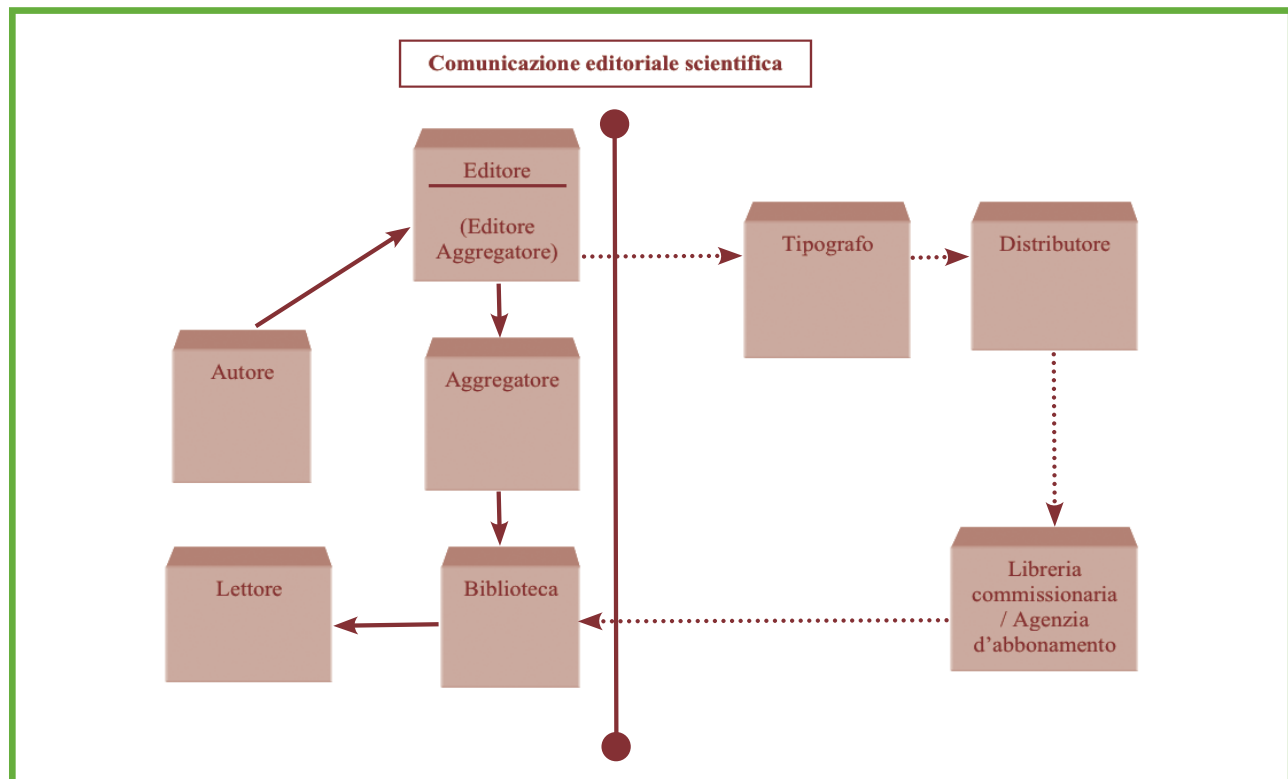 Comunicazione editoriale scientifica
Editore
(Editore
Aggregatore)
Tipografo
Distributore
Autore
Aggregatore
Lettore
Biblioteca
Libreria
commissionaria
/ Agenzia
d’abbonamento